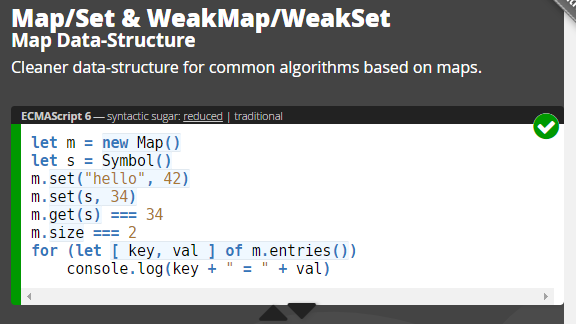 Map/Set & WeakMap/WeakSet
Map Data-Structure
Cleaner data-structure for common algorithms based on maps.
ECMAScript 6 — syntactic sugar: reduced | traditional
let m = new Map()
let s = Symbol()
m.set("hello", 42)
m.set(s, 34)
m.get(s) === 34
m.size === 2
for (let [ key, val ] of m.entries())
    console.log(key + " = " + val)